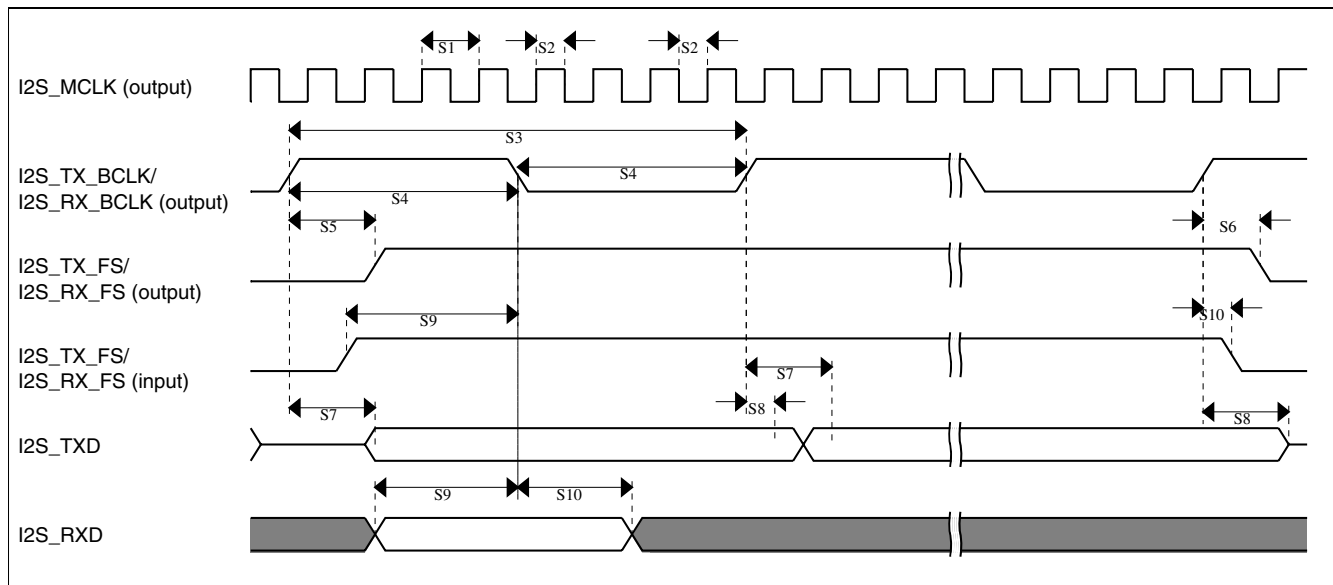 S1 S2 S2
I2S_MCLK (output)
S3
I2S_TX_BCLK/
I2S_RX_BCLK (output)
S4
S4
S5
S6
I2S_TX_FS/
I2S_RX_FS (output)
S9
S10
I2S_TX_FS/
I2S_RX_FS (input)
S7
S7
S8
S8
I2S_TXD
S9 S10
I2S_RXD